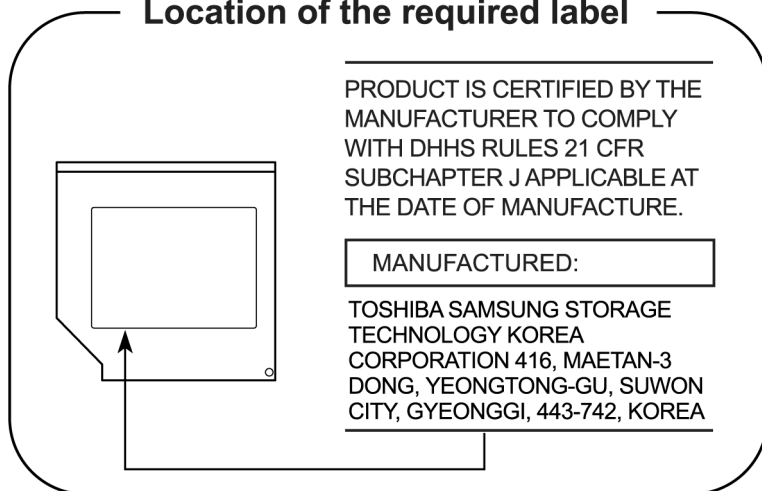 Location of the required label
PRODUCT IS CERTIFIED BY THE
MANUFACTURER TO COMPLY
WITH DHHS RULES 21 CFR
SUBCHAPTER J APPLICABLE AT
THE DATE OF MANUFACTURE.
MANUFACTURED:
TOSHIBA SAMSUNG STORAGE
TECHNOLOGY KOREA
CORPORATION 416, MAETAN-3
DONG, YEONGTONG-GU, SUWON
CITY, GYEONGGI, 443-742, KOREA